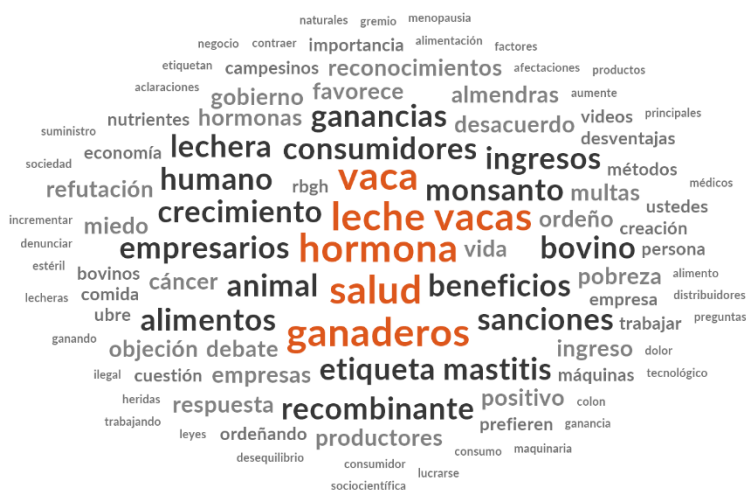 naturales gremio menopausia
negocio contraer importancia alimentación factores
etiquetan campesinos reconocimientos afectaciones productos
aclaraciones gobierno favorece almendras aumente
nutrientes hormonas ganancias desacuerdo videos principales
suministro economía lechera consumidores ingresos desventajas
sociedad humano rbgh vaca monsanto métodos médicos
refutación crecimiento leche vacas multas ustedes
incrementar miedo ordeño creación
denunciar empresarios hormona vida bovino persona
estéril bovinos cáncer animal salud beneficios pobreza alimento
lecheras comida empresa distribuidores
ubre alimentos ganaderos sanciones trabajar preguntas
ganando objeción debate ingreso dolor
ilegal cuestión empresas etiqueta mastitis máquinas tecnológico
heridas respuesta recombinante positivo colon
trabajando prefieren ganancia
leyes ordeñando productores
desequilibrio consumo maquinaria
consumidor lucrarse
sociocientífica